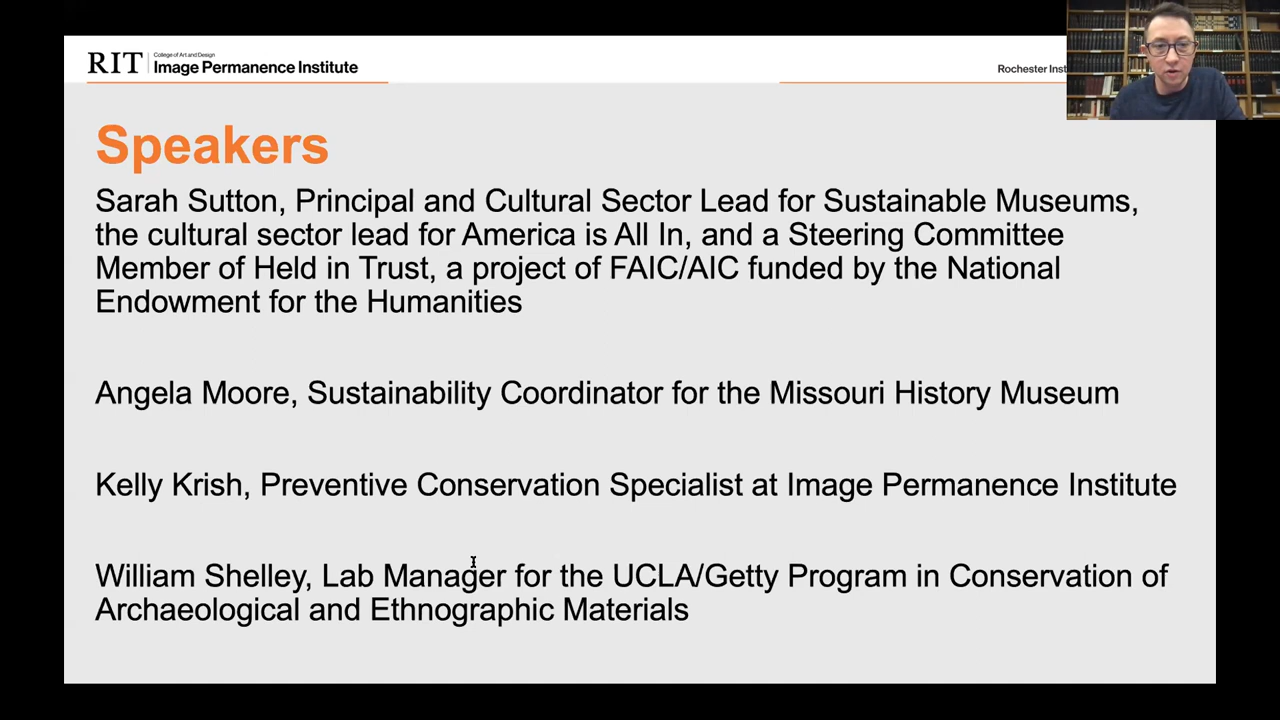 RIT
College of Art and Design
Image Permanence Institute
Rochester Inst
Speakers
Sarah Sutton, Principal and Cultural Sector Lead for Sustainable Museums,
the cultural sector lead for America is All In, and a Steering Committee
Member of Held in Trust, a project of FAIC/AIC funded by the National
Endowment for the Humanities
Angela Moore, Sustainability Coordinator for the Missouri History Museum
Kelly Krish, Preventive Conservation Specialist at Image Permanence Institute
William Shelley, Lab Manager for the UCLA/Getty Program in Conservation of
Archaeological and Ethnographic Materials